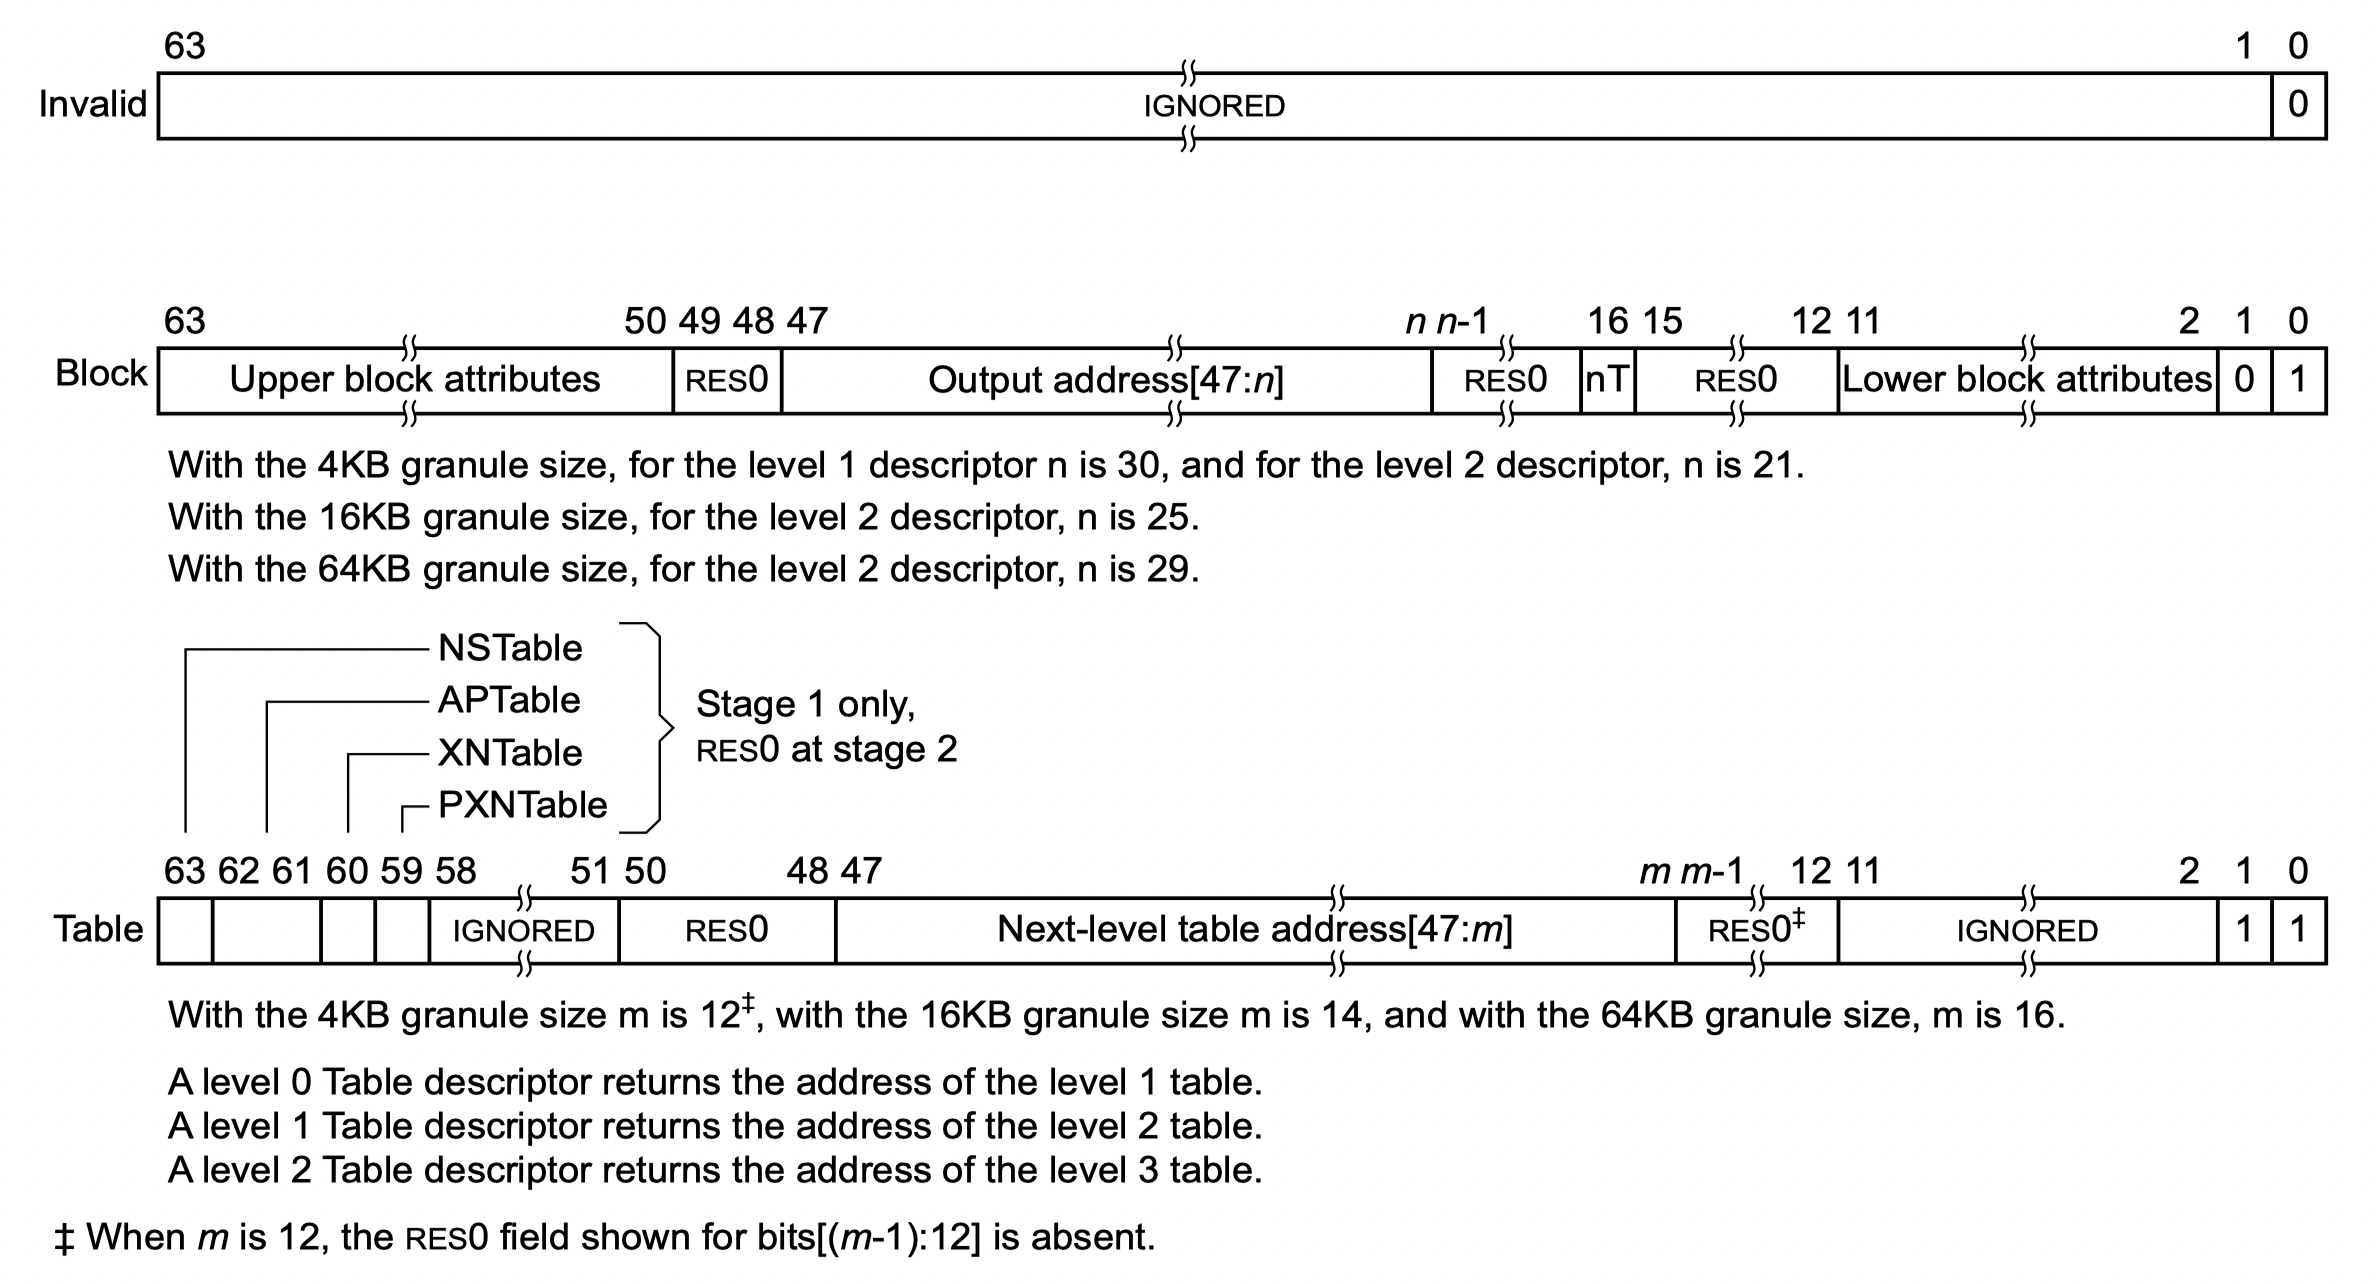 63 1 0
Invalid IGNORED 0
63 50 49 48 47 n n-1 16 15 12 11 2 1 0
Block Upper block attributes RES0 Output address[47:n] RES0 nT RES0 Lower block attributes 0 1
With the 4KB granule size, for the level 1 descriptor n is 30, and for the level 2 descriptor, n is 21.
With the 16KB granule size, for the level 2 descriptor, n is 25.
With the 64KB granule size, for the level 2 descriptor, n is 29.
NSTable
APTable
XNTable
PXNTable
Stage 1 only,
RES0 at stage 2
63 62 61 60 59 58 51 50 48 47 m m-1 12 11 2 1 0
Table IGNORED RES0 Next-level table address[47:m] RES0‡ IGNORED 1 1
With the 4KB granule size m is 12‡, with the 16KB granule size m is 14, and with the 64KB granule size, m is 16.
A level 0 Table descriptor returns the address of the level 1 table.
A level 1 Table descriptor returns the address of the level 2 table.
A level 2 Table descriptor returns the address of the level 3 table.
‡ When m is 12, the RES0 field shown for bits[(m-1):12] is absent.